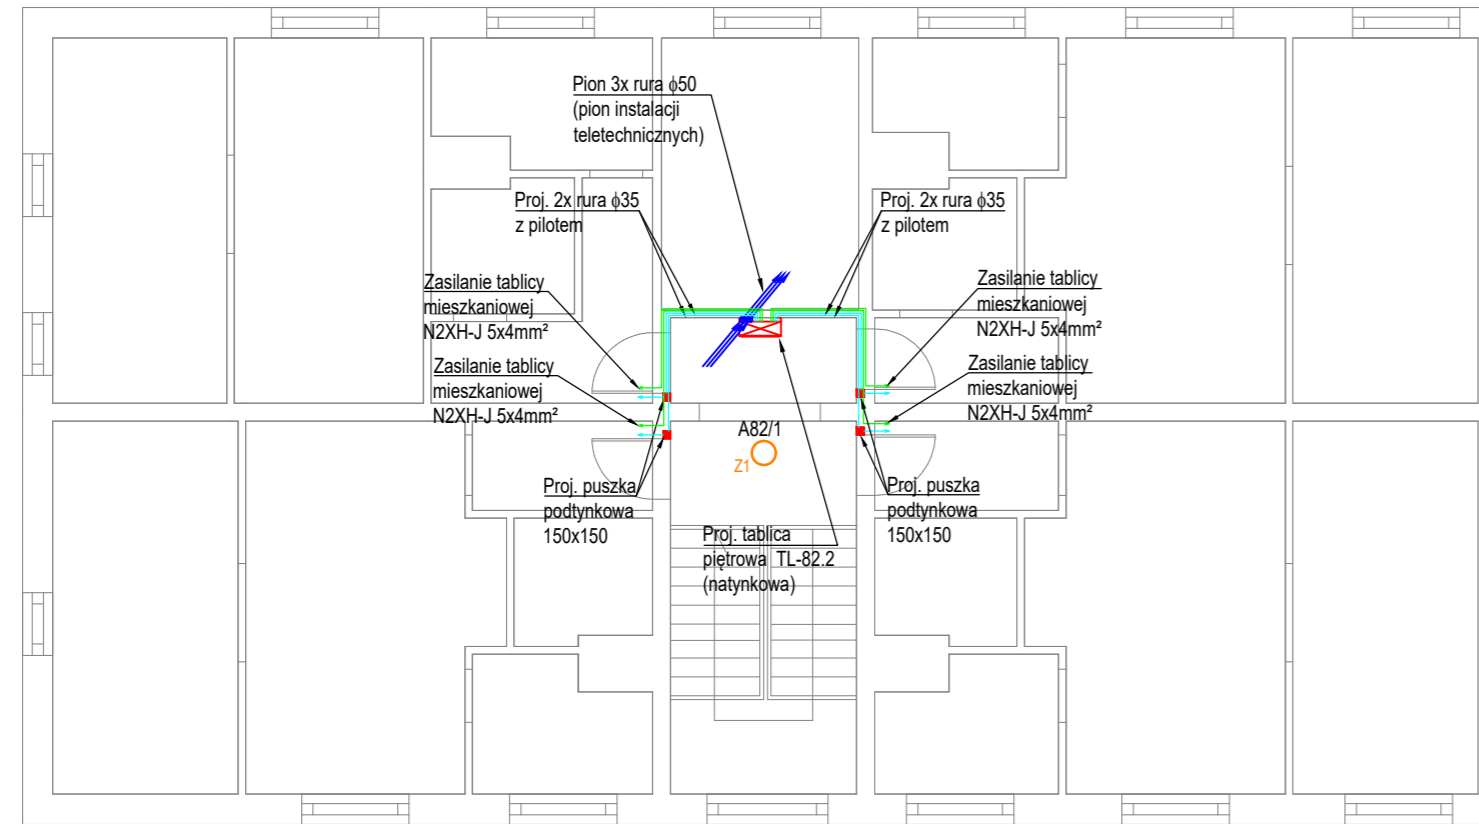 Pion 3x rura ϕ50
(pion instalacji
teletechnicznych)
Proj. 2x rura ϕ35
z pilotem
Proj. 2x rura ϕ35
z pilotem
Zasilanie tablicy
mieszkaniowej
N2XH-J 5x4mm²
Zasilanie tablicy
mieszkaniowej
N2XH-J 5x4mm²
Zasilanie tablicy
mieszkaniowej
N2XH-J 5x4mm²
Zasilanie tablicy
mieszkaniowej
N2XH-J 5x4mm²
A82/1
Z1
Proj. puszka
podtynkowa
150x150
Proj. puszka
podtynkowa
150x150
Proj. tablica
piętrowa TL-82.2
(natynkowa)